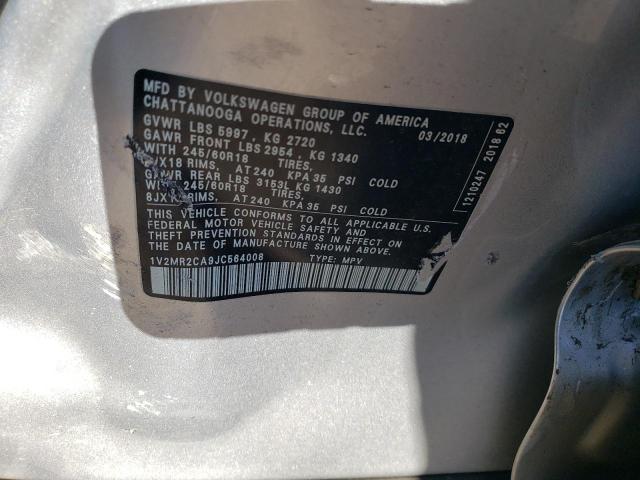 MFD BY VOLKSWAGEN GROUP OF AMERICA
CHATTANOOGA OPERATIONS, LLC.
03/2018
GVWR LBS 5997, KG 2720
GAWR FRONT LBS 2954, KG 1340
WITH 245/60R18 TIRES,
X18 RIMS, AT 240 KPA 35 PSI COLD
REAR LBS 3153L KG 1430
245/60R18 TIRES,
8JX RIMS, AT 240 KPA 35 PSI COLD
THIS VEHICLE CONFORMS TO ALL APPLICABLE U.S.
FEDERAL MOTOR VEHICLE SAFETY AND
THEFT PREVENTION STANDARDS IN EFFECT ON
THE DATE OF MANUFACTURE SHOWN ABOVE.
1V2MR2CA9JC564008 TYPE: MPV
1210247 2018 62